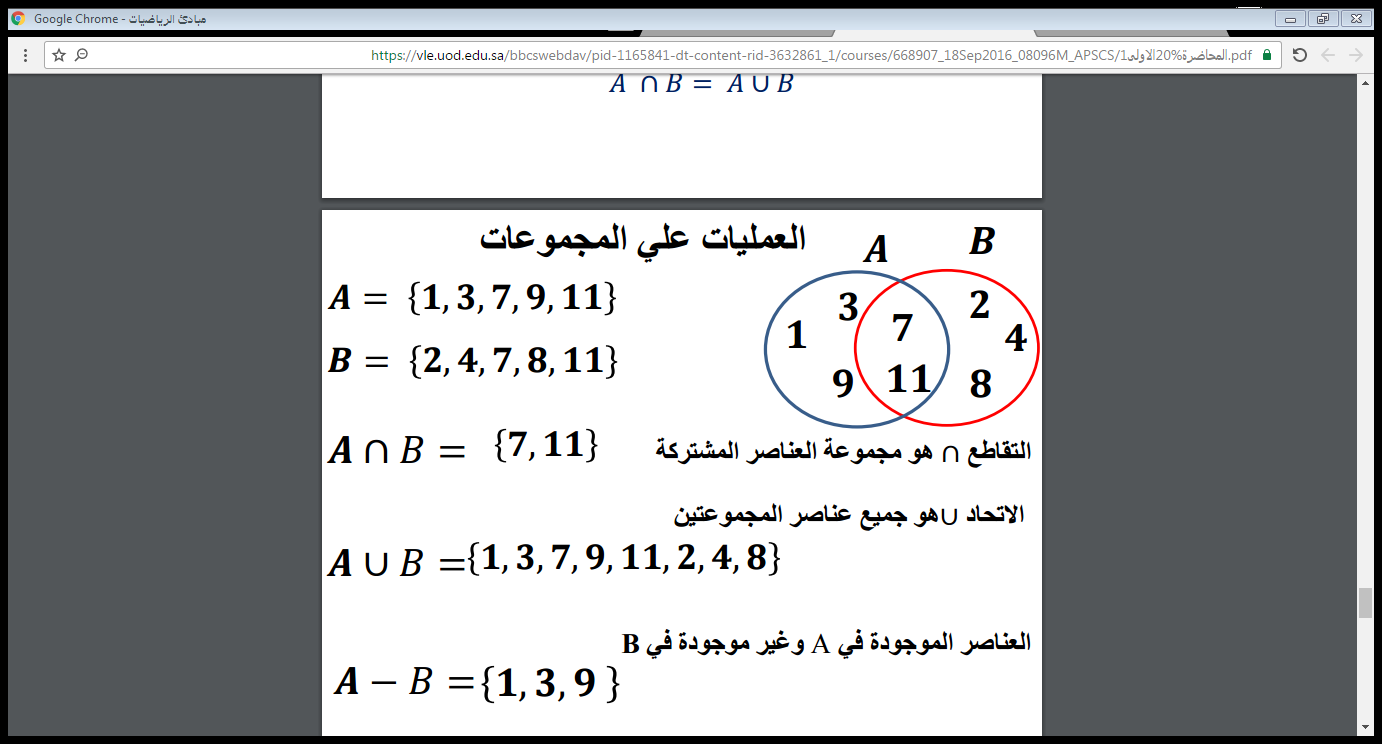 مبادئ الرياضيات - Google Chrome
https://vle.uod.edu.sa/bbcswebdav/pid-1165841-dt-content-rid-3632861_1/courses/668907_18Sep2016_08096M_APSCS/1المحاضرة%20الاولى.pdf
A ∩ B = A ∪ B
العمليات علي المجموعات
A B
A = {1, 3, 7, 9, 11}
B = {2, 4, 7, 8, 11}
1 3 9 7 11 2 4 8
التقاطع ∩ هو مجموعة العناصر المشتركة
A ∩ B = {7, 11}
الاتحاد ∪هو جميع عناصر المجموعتين
A ∪ B ={1, 3, 7, 9, 11, 2, 4, 8}
العناصر الموجودة في A وغير موجودة في B
A − B ={1, 3, 9 }